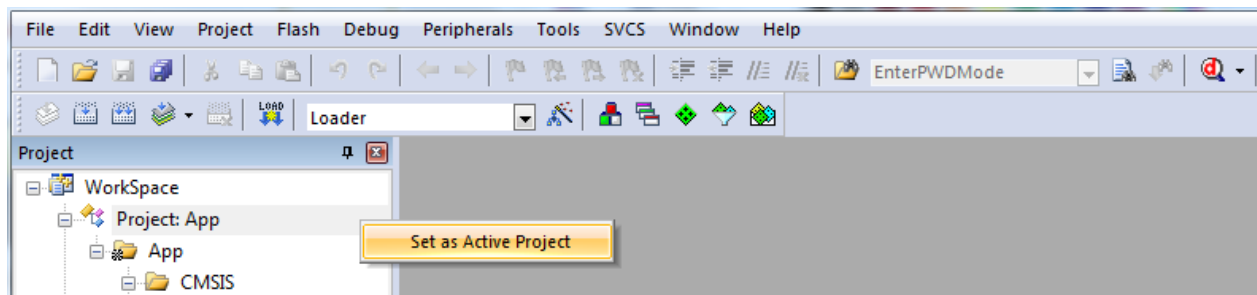 File Edit View Project Flash Debug Peripherals Tools SVCS Window Help
EnterPWDMode
LOAD Loader
Project
WorkSpace
Project: App
Set as Active Project
App
CMSIS